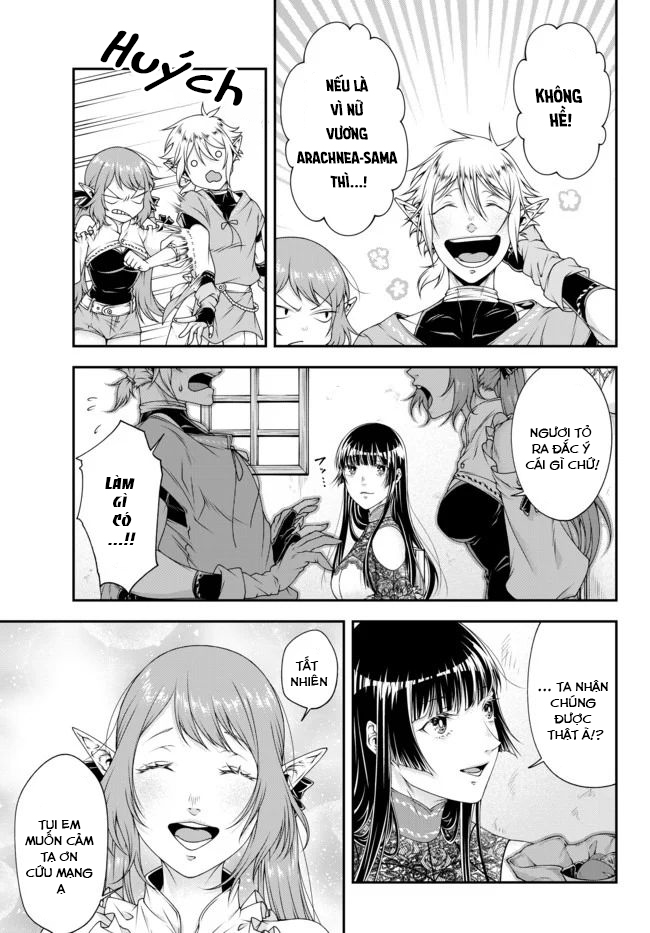 KHÔNG
HỀ!
NẾU LÀ
VÌ NỮ
VƯƠNG
ARACHNEA-SAMA
THÌ...!
Huých
NGƯƠI TỎ
RA ĐẮC Ý
CÁI GÌ CHỨ!
LÀM
GÌ
CÓ
...!!
... TA NHẬN
CHÚNG
ĐƯỢC
THẬT À!?
TẤT
NHIÊN
TỤI EM
MUỐN CẢM
TẠ ƠN
CỨU MẠNG
Ạ